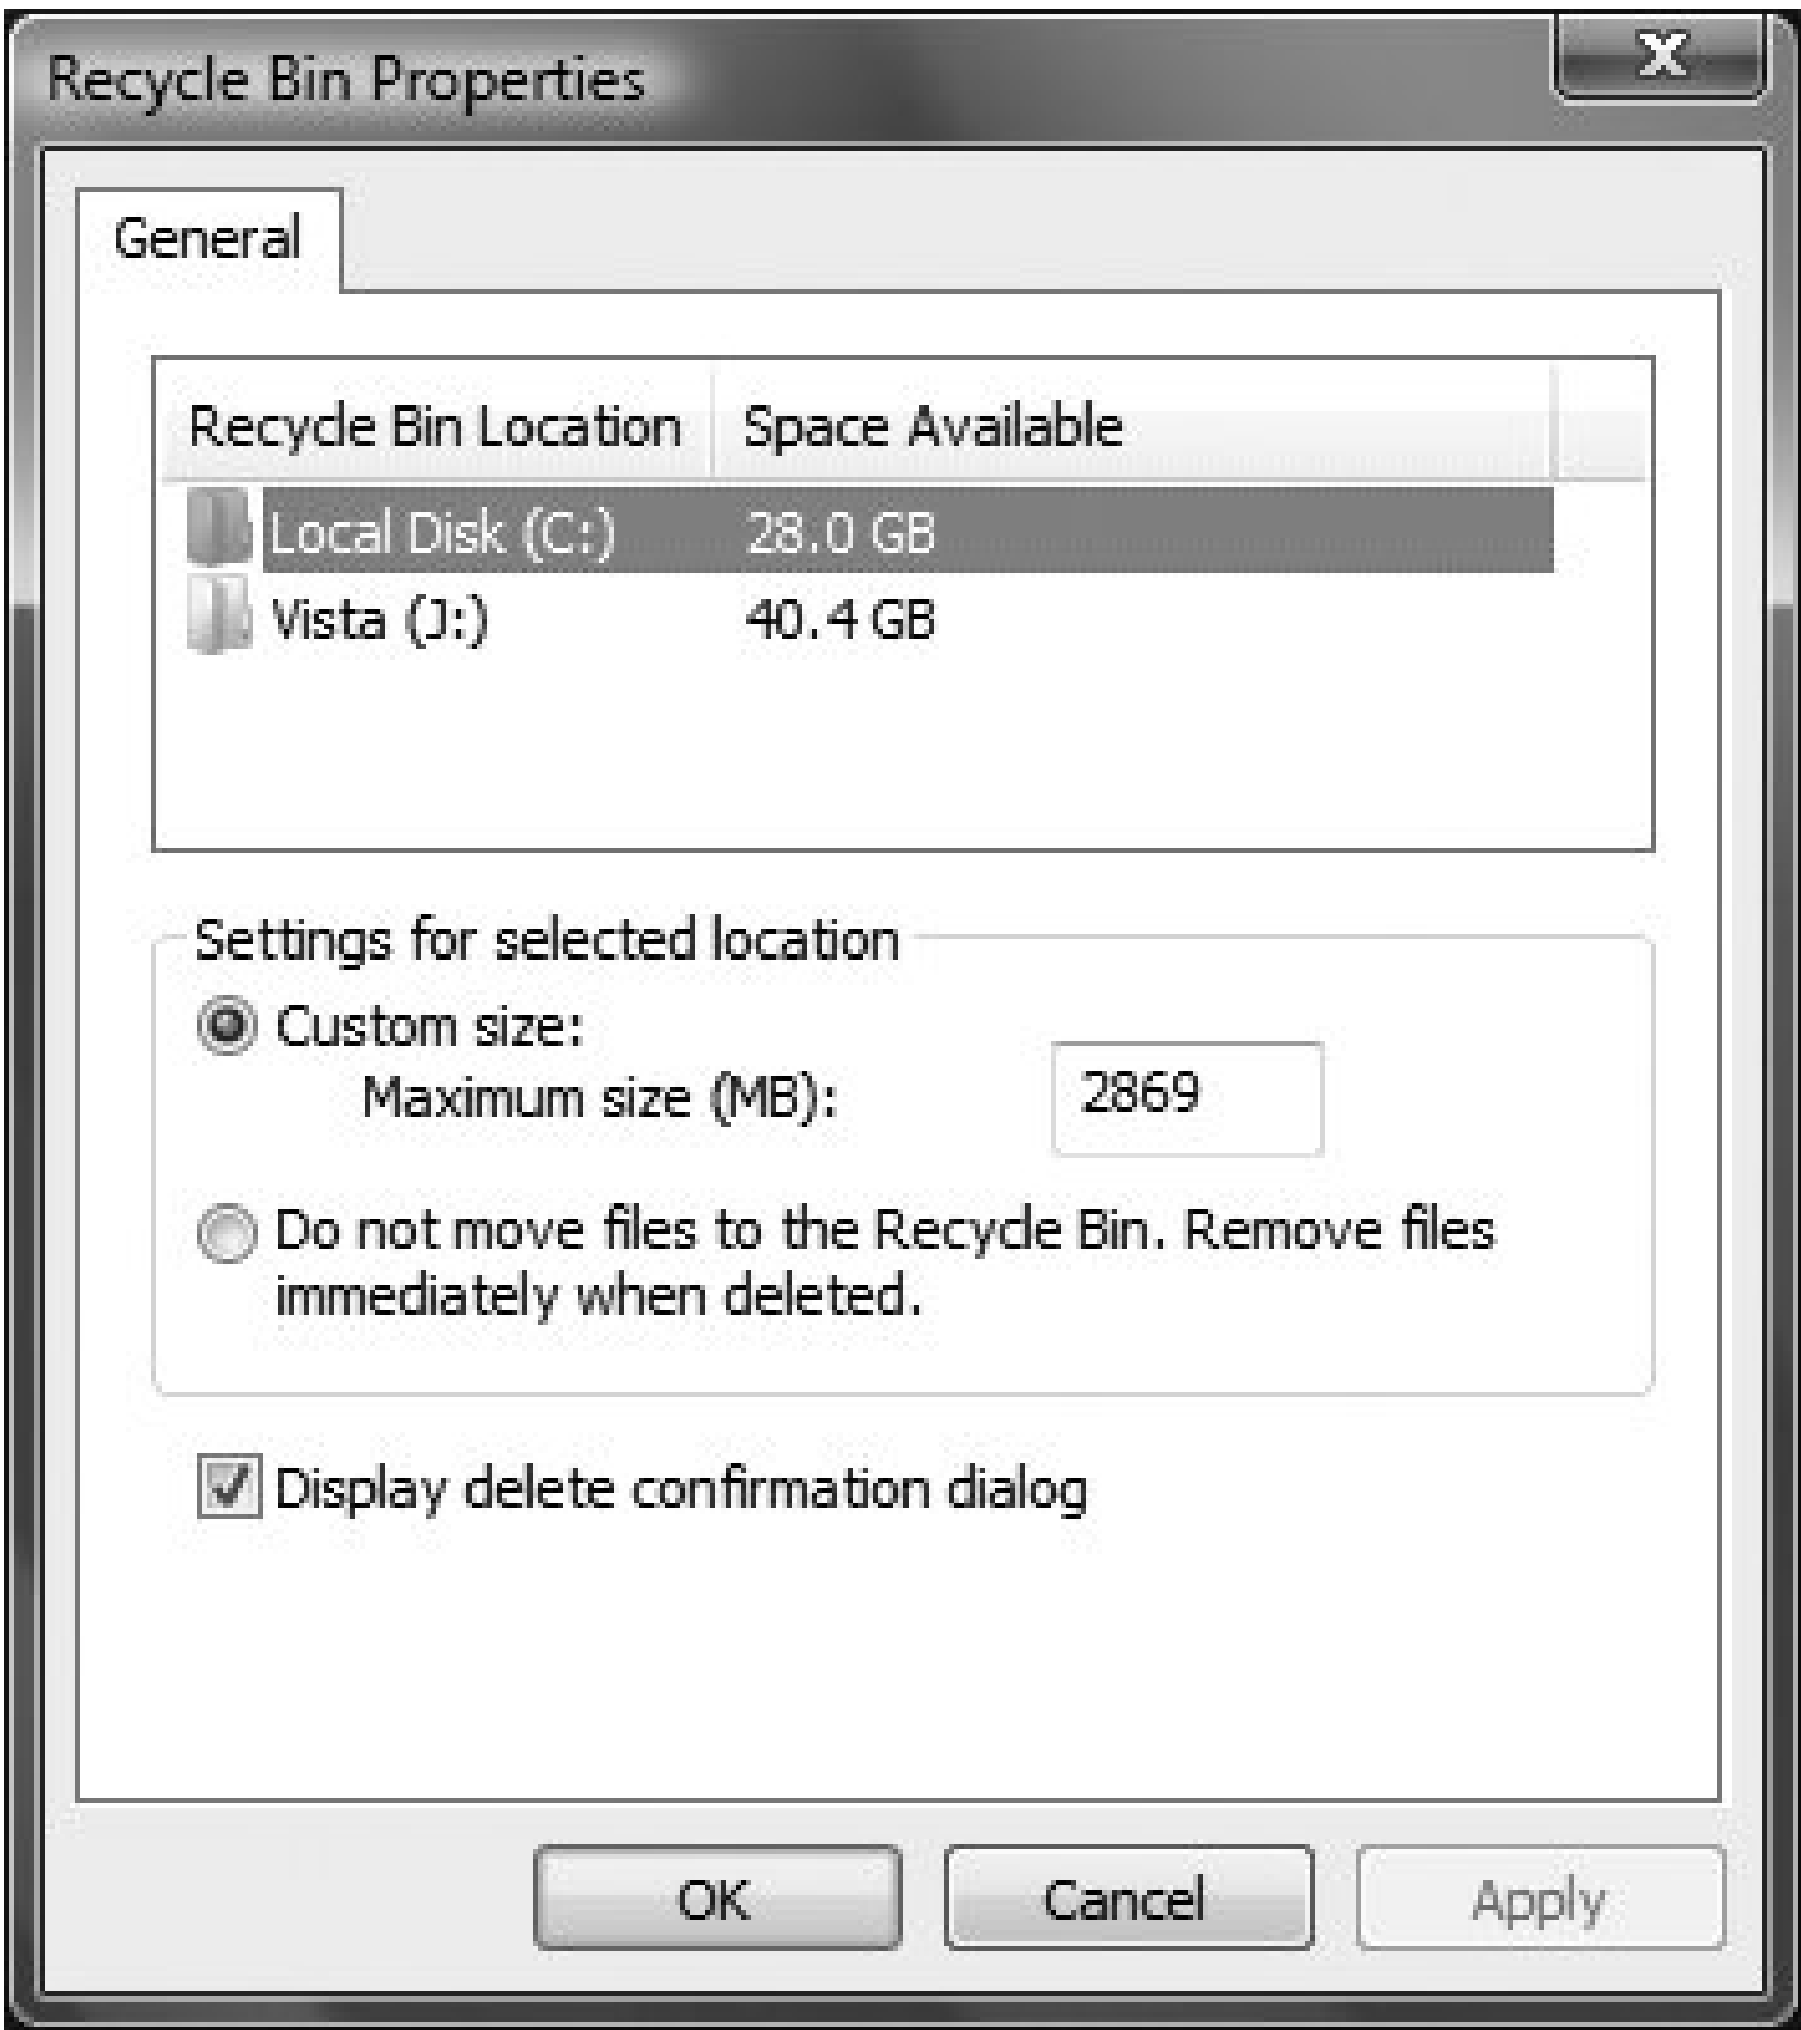 Recycle Bin Properties
General
Recycle Bin Location Space Available
Local Disk (C:) 28.0 GB
Vista (J:) 40.4 GB
Settings for selected location
Custom size:
Maximum size (MB): 2869
Do not move files to the Recycle Bin. Remove files
immediately when deleted.
Display delete confirmation dialog
OK Cancel Apply